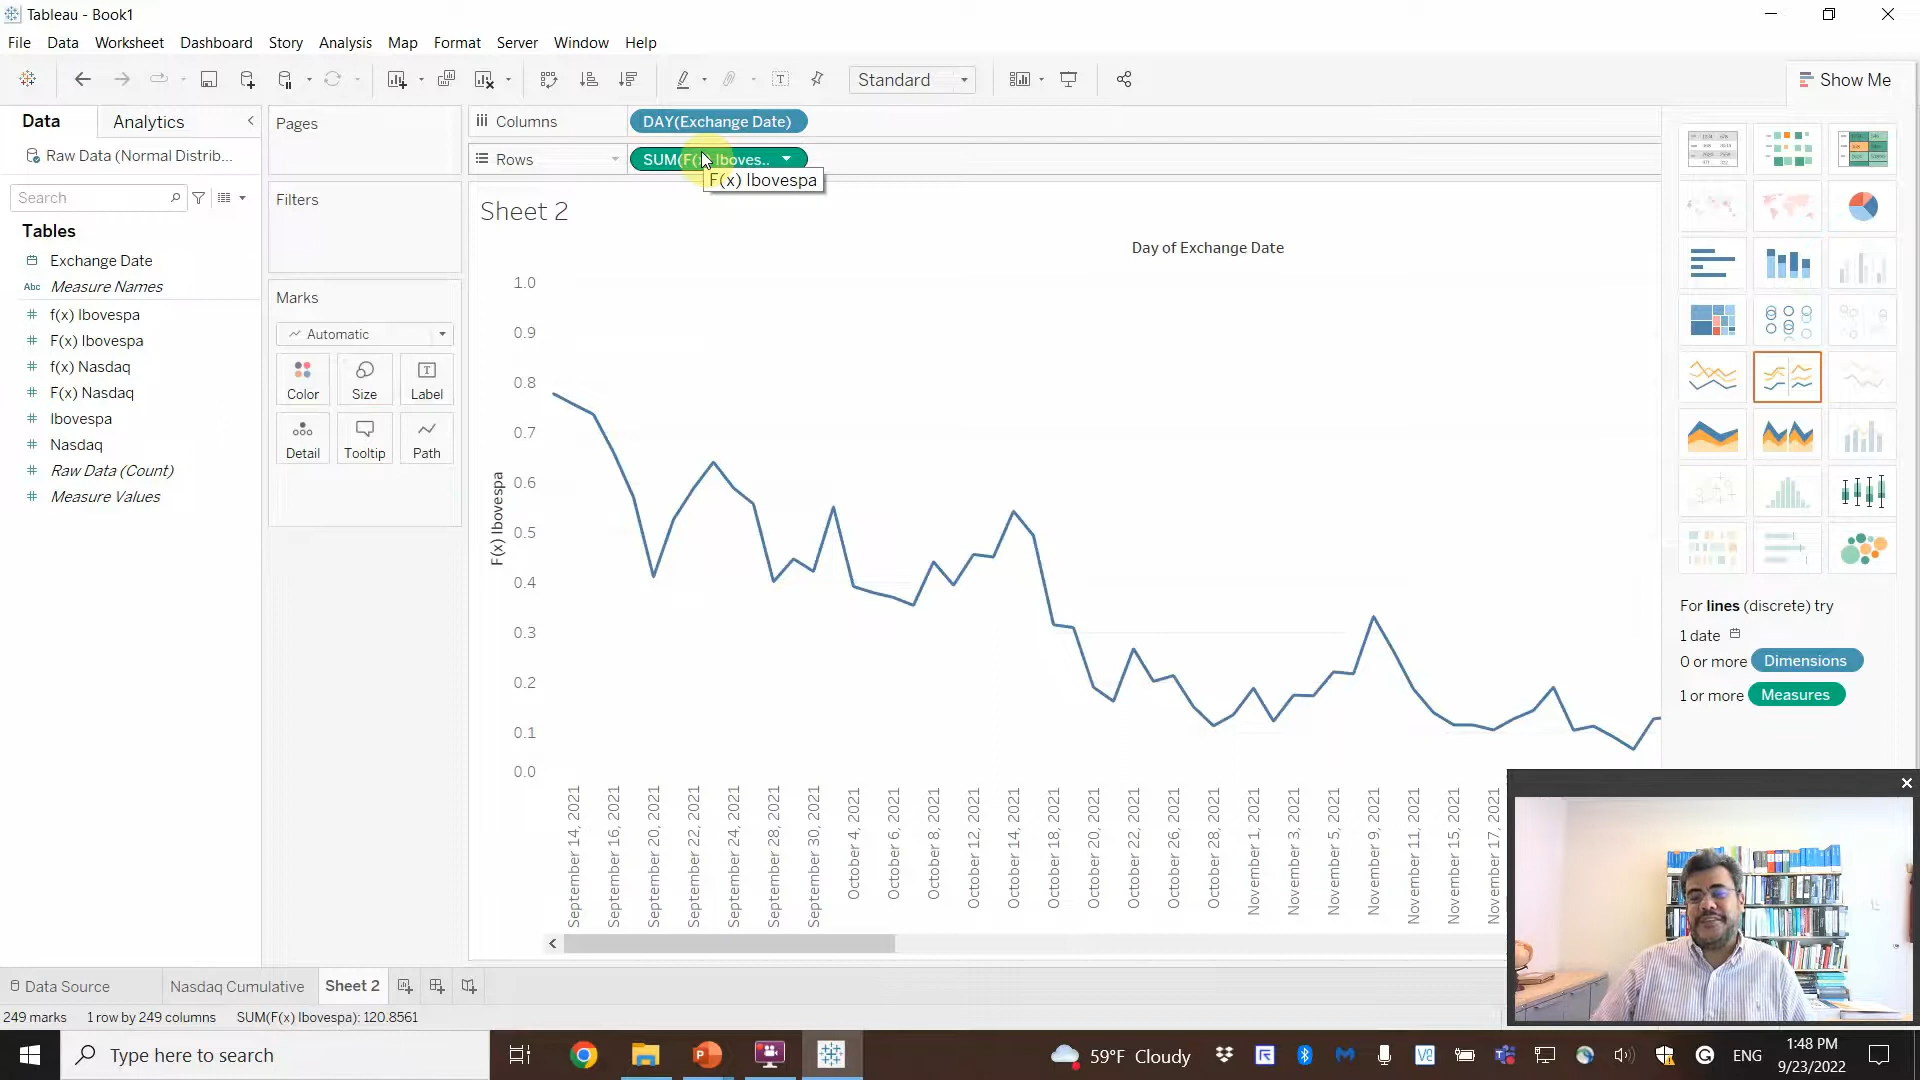 Tableau - Book1
File Data Worksheet Dashboard Story Analysis Map Format Server Window Help
Standard
Show Me
Data Analytics
Pages
Columns
DAY(Exchange Date)
Raw Data (Normal Distrib...
Rows
SUM(F(x) Iboves..
F(x) Ibovespa
Search
Filters
Sheet 2
Tables
Exchange Date
Abc Measure Names
f(x) Ibovespa
F(x) Ibovespa
f(x) Nasdaq
F(x) Nasdaq
Ibovespa
Nasdaq
Raw Data (Count)
Measure Values
Marks
Automatic
Color Size Label
Detail Tooltip Path
Day of Exchange Date
F(x) Ibovespa
1.0
0.9
0.8
0.7
0.6
0.5
0.4
0.3
0.2
0.1
0.0
September 14, 2021
September 16, 2021
September 20, 2021
September 22, 2021
September 24, 2021
September 28, 2021
September 30, 2021
October 4, 2021
October 6, 2021
October 8, 2021
October 12, 2021
October 14, 2021
October 18, 2021
October 20, 2021
October 22, 2021
October 26, 2021
October 28, 2021
November 1, 2021
November 3, 2021
November 5, 2021
November 9, 2021
November 11, 2021
November 15, 2021
November 17, 2021
For lines (discrete) try
1 date
0 or more Dimensions
1 or more Measures
Data Source Nasdaq Cumulative Sheet 2
249 marks 1 row by 249 columns SUM(F(x) Ibovespa): 120.8561
Type here to search
59°F Cloudy
ENG
1:48 PM
9/23/2022